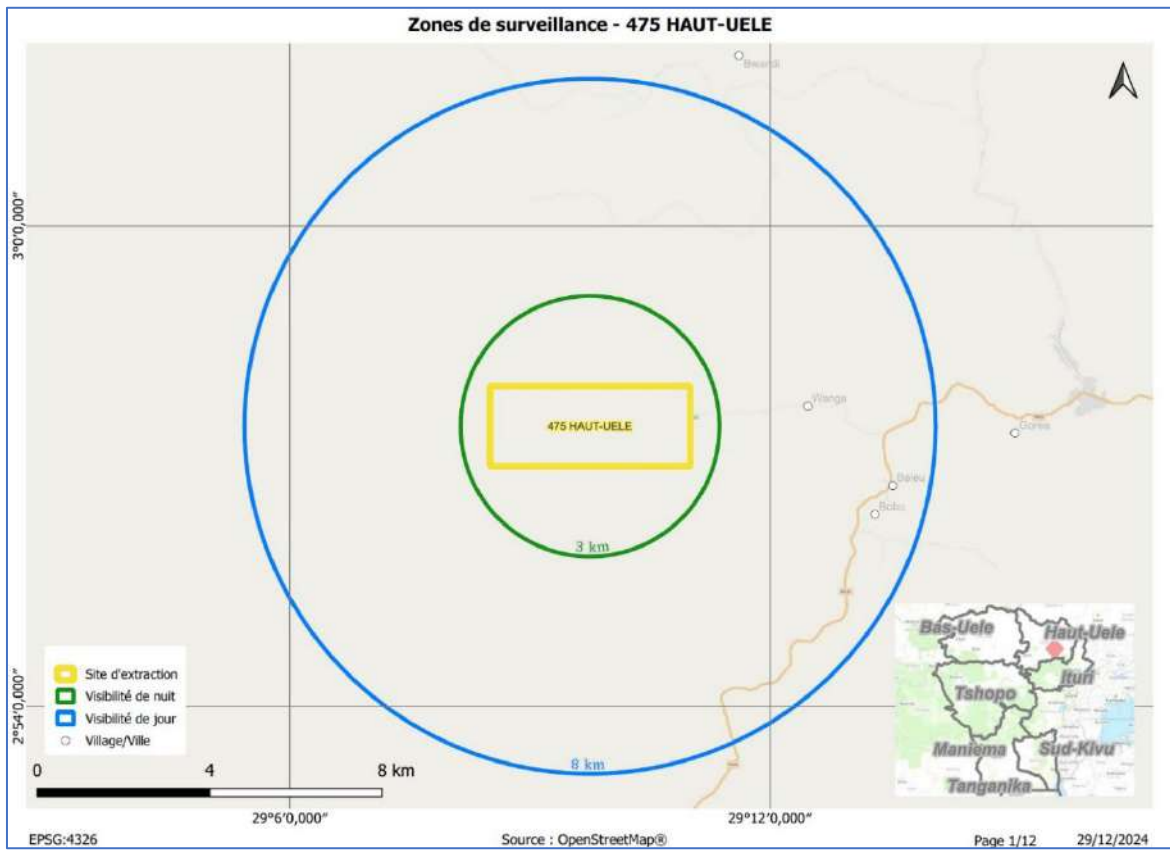 Zones de surveillance - 475 HAUT-UELE
Bwendi
3°0'0,000"
Wanga
475 HAUT-UELE
Gorea
Baleu
Bobu
3 km
Bas-Uele
Haut-Uele
Ituri
Tshopo
Maniema
Sud-Kivu
Tanganika
Site d'extraction
Visibilité de nuit
Visibilité de jour
Village/Ville
2°54'0,000"
8 km
0 4 8 km
29°6'0,000" 29°12'0,000"
EPSG:4326 Source : OpenStreetMap® Page 1/12 29/12/2024